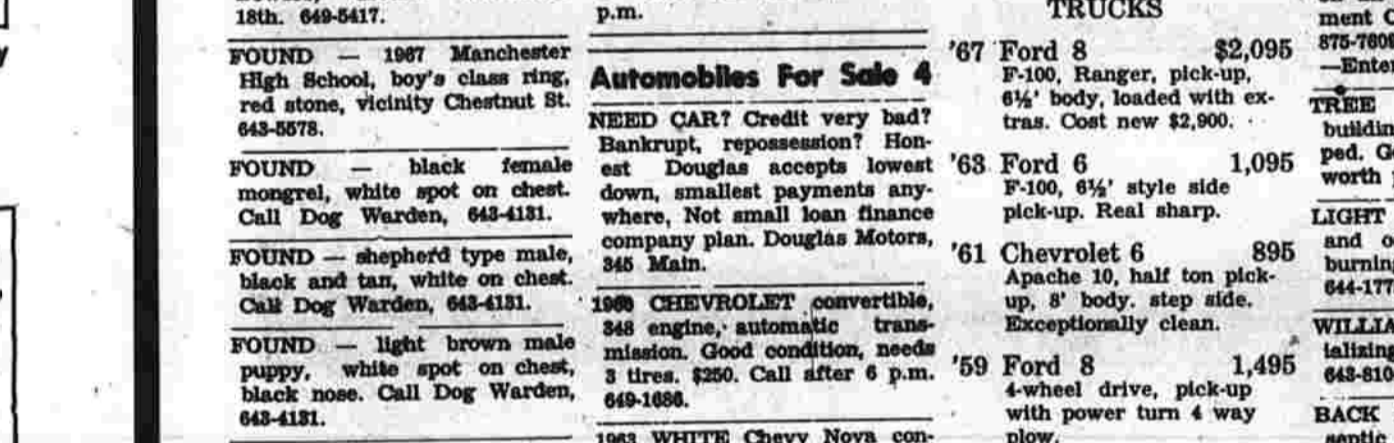 18th. 649-5417.
FOUND — 1967 Manchester
High School, boy's class ring,
red stone, vicinity Chestnut St.
643-5578.
FOUND — black female
mongrel, white spot on chest.
Call Dog Warden, 643-4131.
FOUND — shepherd type male,
black and tan, white on chest.
Call Dog Warden, 643-4131.
FOUND — light brown male
puppy, white spot on chest,
black nose. Call Dog Warden,
643-4131.
p.m.
Automobiles For Sale 4
NEED CAR? Credit very bad?
Bankrupt, repossession? Hon-
est Douglas accepts lowest
down, smallest payments any-
where, Not small loan finance
company plan. Douglas Motors,
345 Main.
1960 CHEVROLET convertible,
348 engine, automatic trans-
mission. Good condition, needs
3 tires. $250. Call after 6 p.m.
649-1686.
1963 WHITE Chevy Nova con-
TRUCKS
'67 Ford 8 $2,095
F-100, Ranger, pick-up,
6½' body, loaded with ex-
tras. Cost new $2,900.
'63 Ford 6 1,095
F-100, 6½' style side
pick-up. Real sharp.
'61 Chevrolet 6 895
Apache 10, half ton pick-
up, 8' body. step side.
Exceptionally clean.
'59 Ford 8 1,495
4-wheel drive, pick-up
with power turn 4 way
plow.
ment
—Enter
TREE
buildin
ped.
worth
LIGHT
and
burning
644-177
WILLIA
ializing
643-810
BACK